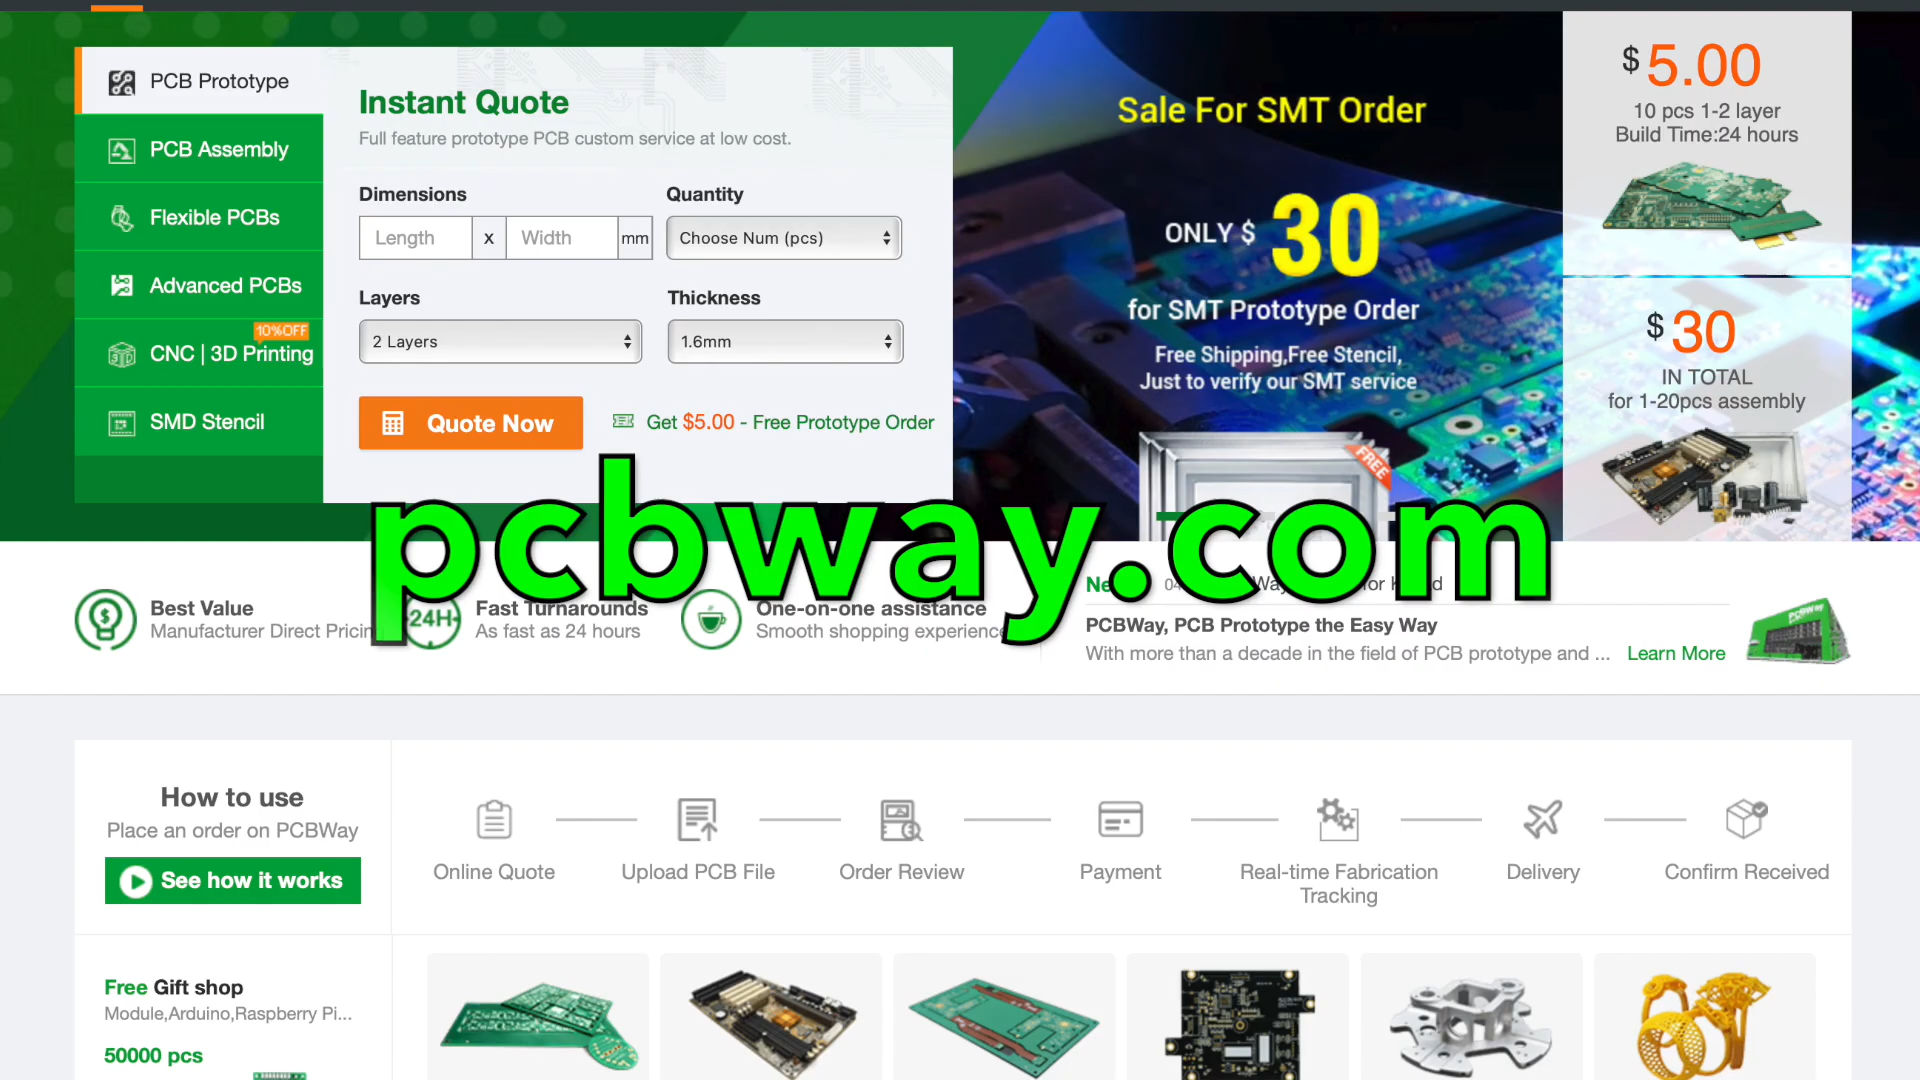 PCB Prototype
PCB Assembly
Flexible PCBs
Advanced PCBs
10%OFF
CNC | 3D Printing
SMD Stencil
Instant Quote
Full feature prototype PCB custom service at low cost.
Dimensions
Quantity
Length
x
Width
mm
Choose Num (pcs)
Layers
Thickness
2 Layers
1.6mm
Quote Now
Get $5.00 - Free Prototype Order
Sale For SMT Order
ONLY $ 30
for SMT Prototype Order
Free Shipping,Free Stencil,
Just to verify our SMT service
FREE
$ 5.00
10 pcs 1-2 layer
Build Time:24 hours
$ 30
IN TOTAL
for 1-20pcs assembly
pcbway.com
Best Value
Manufacturer Direct Pricin
24H
Fast Turnarounds
As fast as 24 hours
One-on-one assistance
Smooth shopping experience
PCBWay, PCB Prototype the Easy Way
With more than a decade in the field of PCB prototype and ...
Learn More
PCBWay
How to use
Place an order on PCBWay
See how it works
Online Quote
Upload PCB File
Order Review
Payment
Real-time Fabrication
Tracking
Delivery
Confirm Received
Free Gift shop
Module,Arduino,Raspberry Pi...
50000 pcs